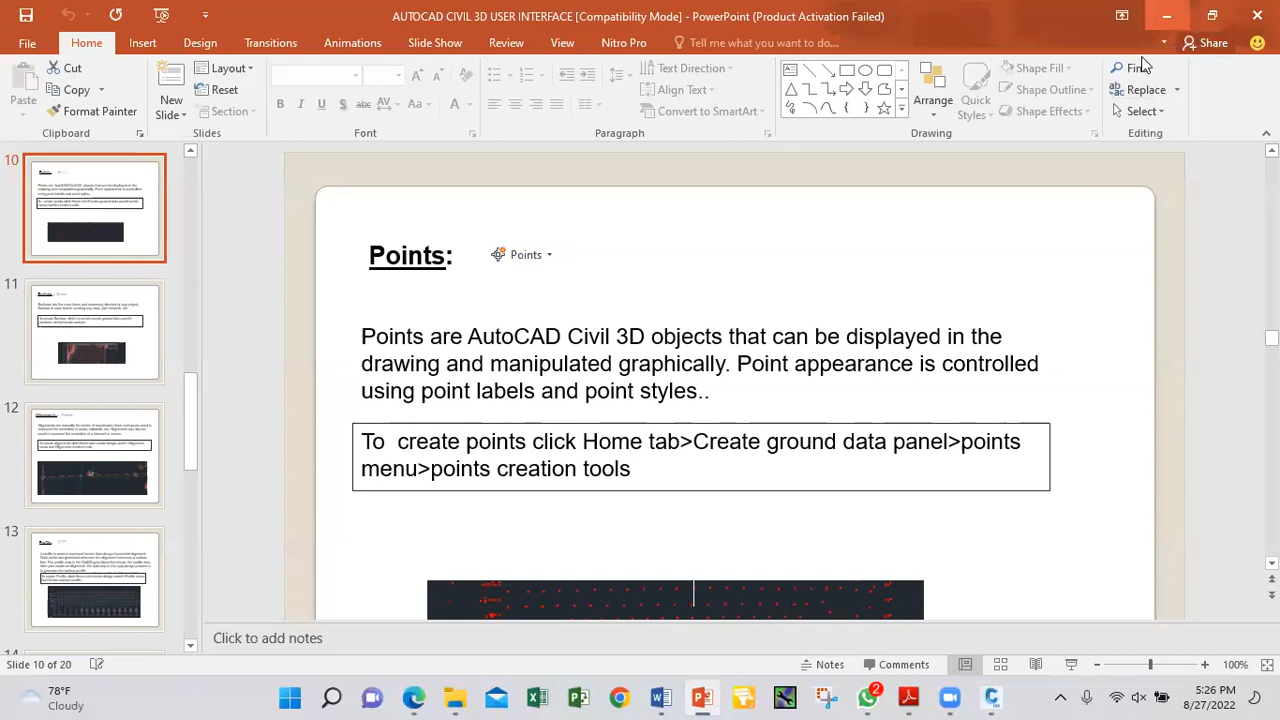 AUTOCAD CIVIL 3D USER INTERFACE [Compatibility Mode] - PowerPoint (Product Activation Failed)
File Home Insert Design Transitions Animations Slide Show Review View Nitro Pro Tell me what you want to do... Share
Paste
Cut
Copy
Format Painter
Clipboard
New
Slide
Layout
Reset
Section
Slides
Font
Text Direction
Align Text
Convert to SmartArt
Paragraph
Arrange
Quick
Styles
Shape Fill
Shape Outline
Shape Effects
Drawing
Find
Replace
Select
Editing
10
11
12
13
Points: Points
Points are AutoCAD Civil 3D objects that can be displayed in the
drawing and manipulated graphically. Point appearance is controlled
using point labels and point styles..
To create points click Home tab>Create ground data panel>points
menu>points creation tools
Click to add notes
Slide 10 of 20 Notes Comments 100%
78°F
Cloudy
2
5:26 PM
8/27/2022